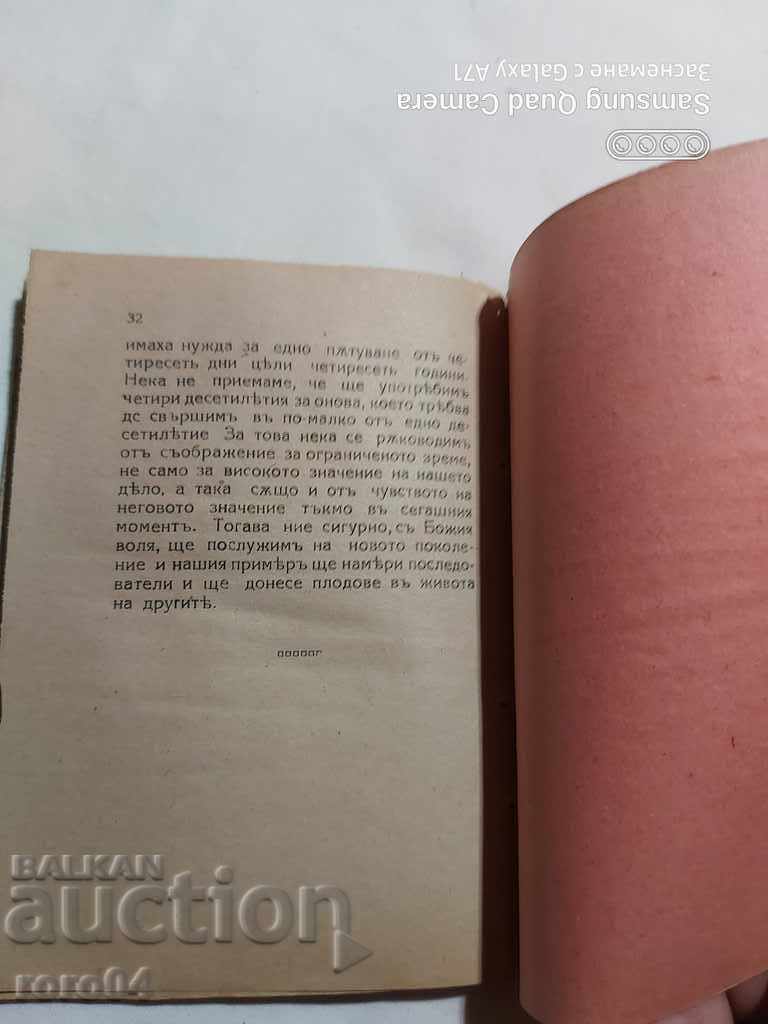 Samsung Quad Camera
Заснемане с Galaxy A71
32
имаха нужда за едно пѫтуване отъ че-
тиресеть дни цѣли четиресеть години.
Нека не приемаме, че ще употрѣбимъ
четири десетилѣтия за онова, което трѣбва
дс свършимъ въ по-малко отъ едно де-
сетилѣтие За това нека се рѫководимъ
отъ съображение за ограниченото зреме,
не само за високото значение на нашето
дѣло, а така сѫщо и отъ чувството на
неговото значение тъкмо въ сегашния
моментъ. Тогава ние сигурно, съ Божия
воля, ще послужимъ на новото поколе-
ние и нашия примѣръ ще намѣри последо-
ватели и ще донесе плодове въ живота
на другитѣ.
BALKAN
auction
roro04